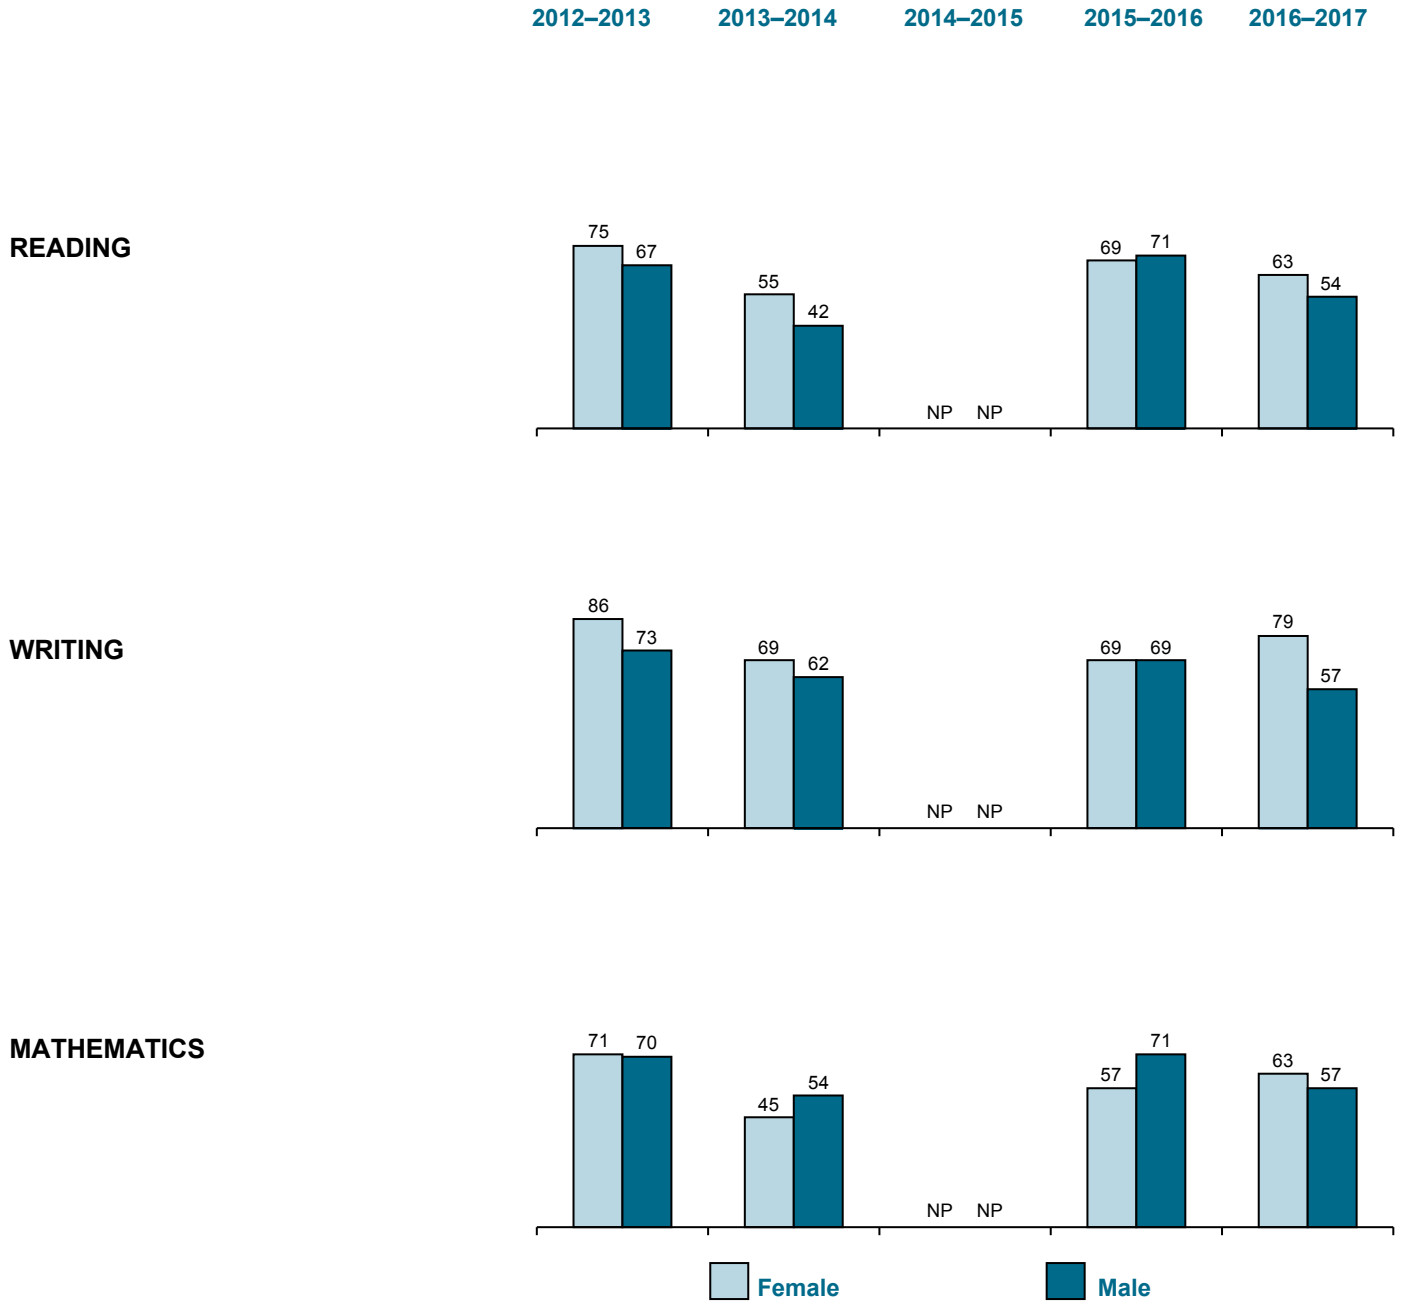 2012–2013 2013–2014 2014–2015 2015–2016 2016–2017
READING
75 67 55 42 NP NP 69 71 63 54
WRITING
86 73 69 62 NP NP 69 69 79 57
MATHEMATICS
71 70 45 54 NP NP 57 71 63 57
Female Male